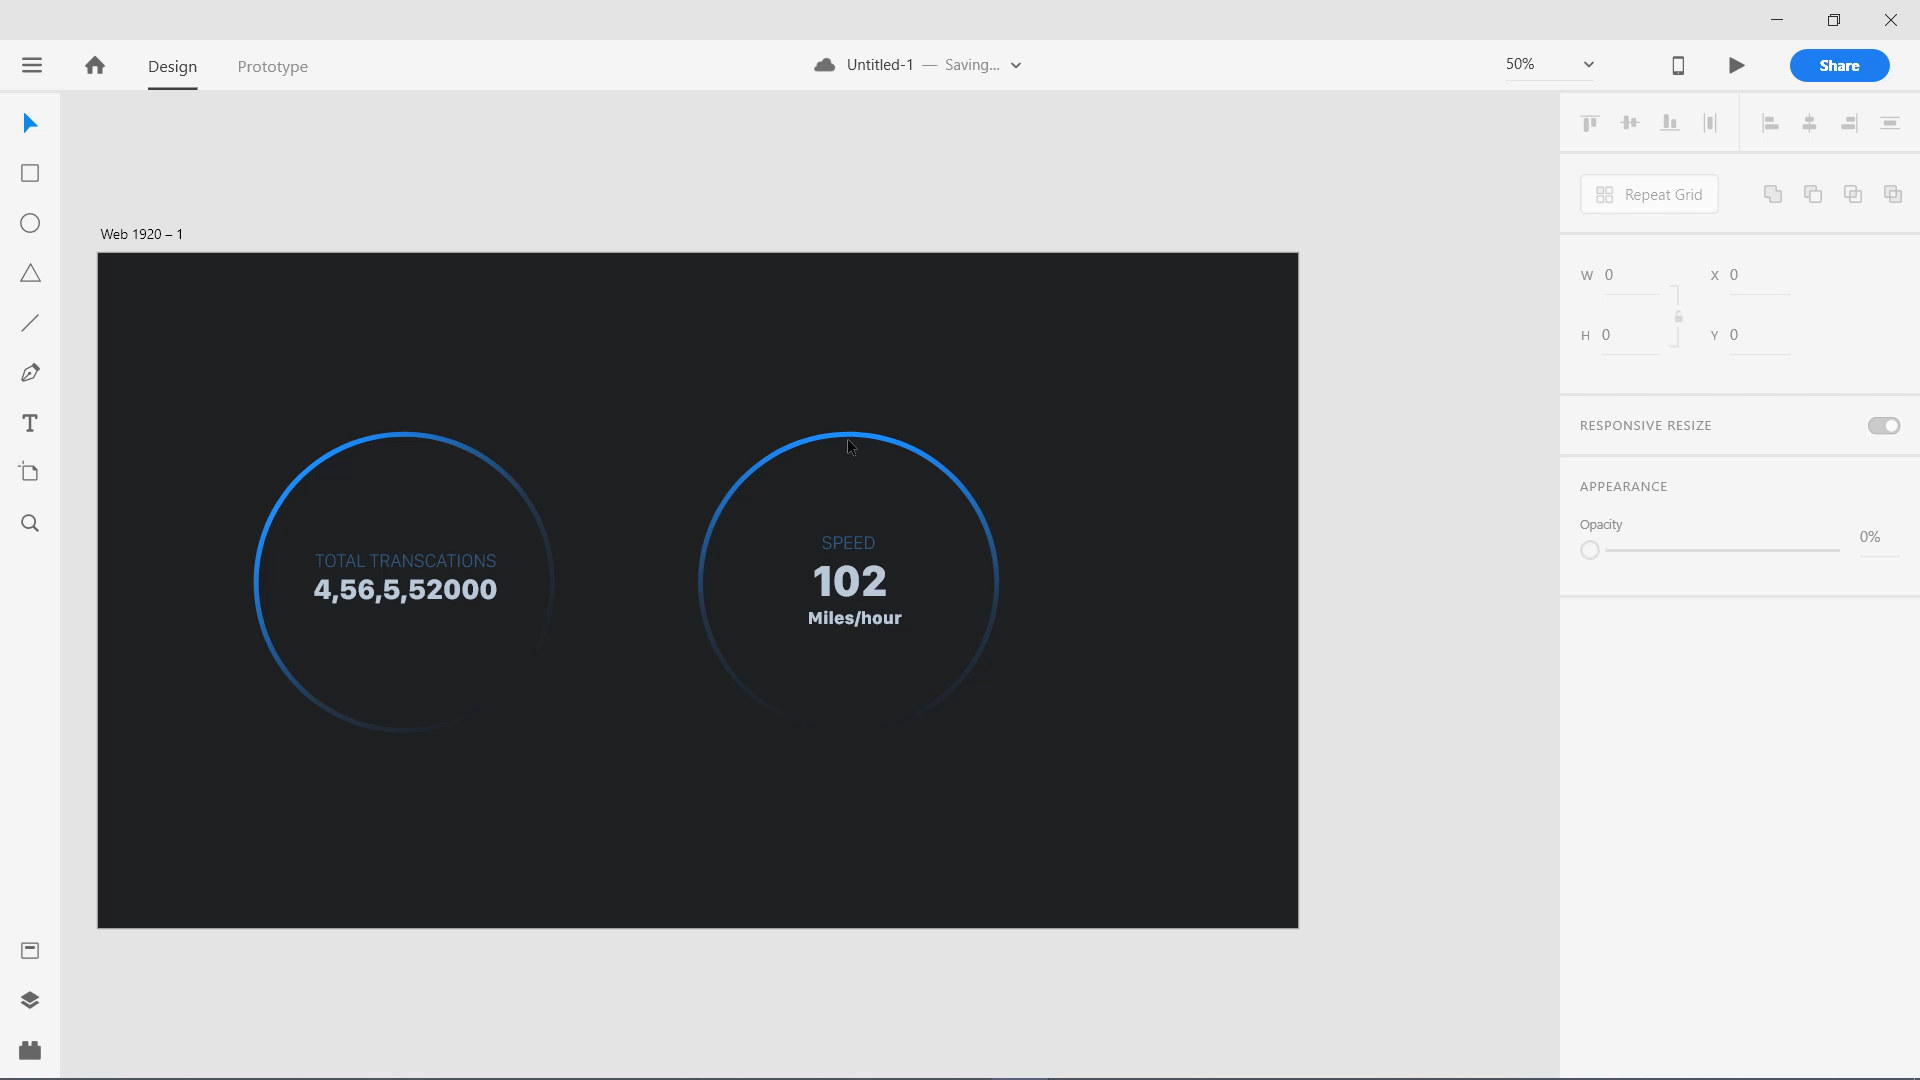 Design
Prototype
Untitled-1 — Saving...
50%
Share
Repeat Grid
W 0
X 0
H 0
Y 0
RESPONSIVE RESIZE
APPEARANCE
Opacity
0%
Web 1920 – 1
TOTAL TRANSCATIONS
4,56,5,52000
SPEED
102
Miles/hour